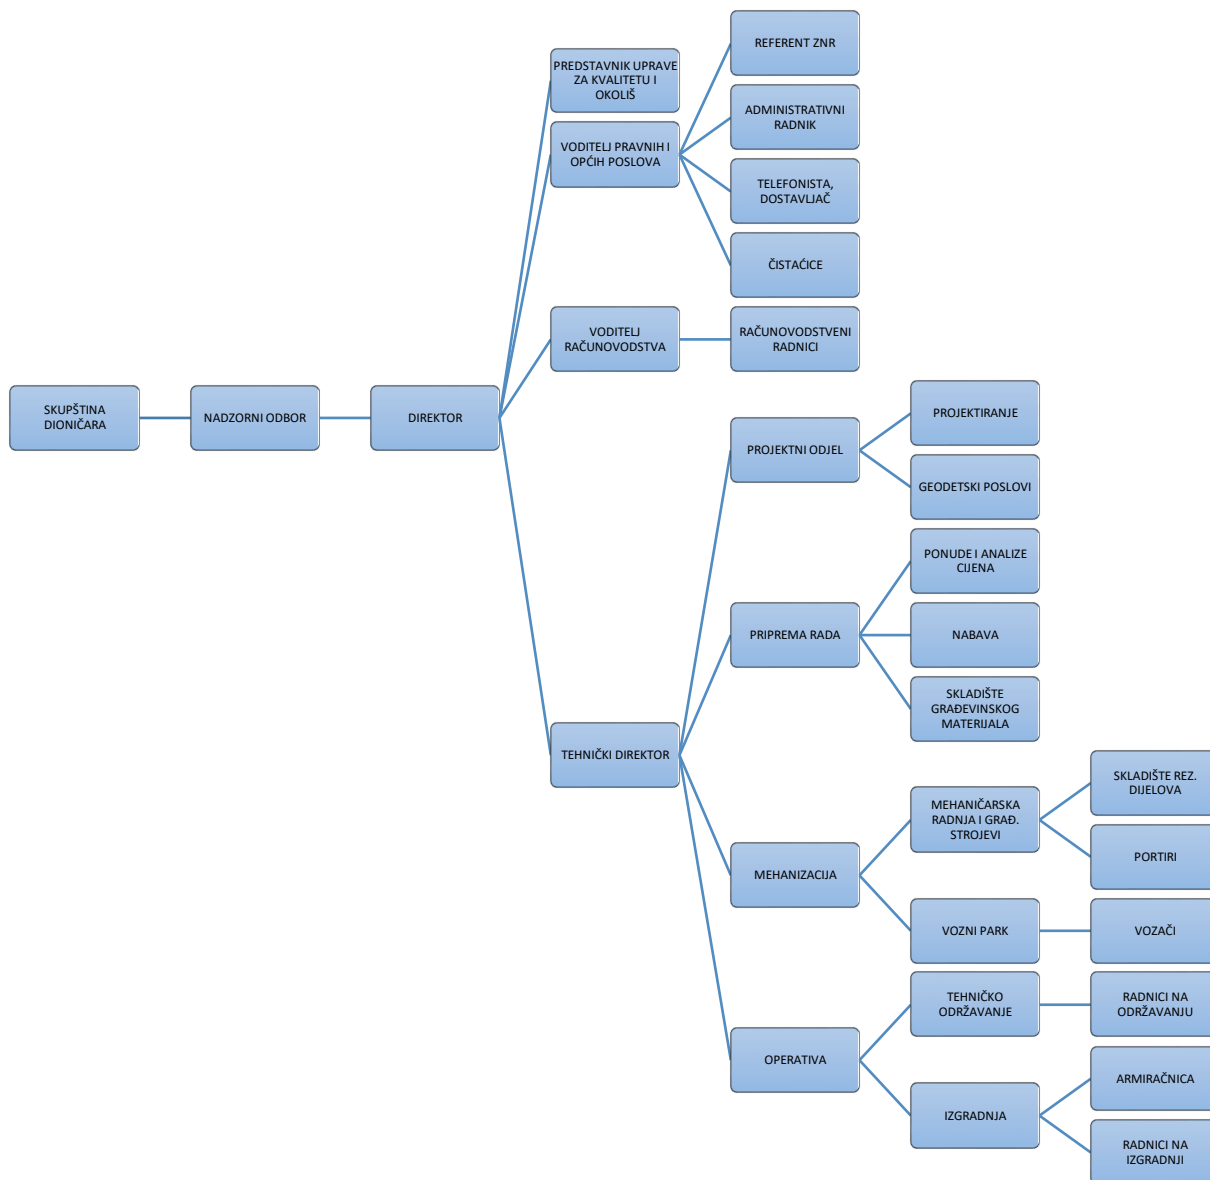 SKUPŠTINA
DIONIČARA
NADZORNI ODBOR
DIREKTOR
PREDSTAVNIK UPRAVE
ZA KVALITETU I
OKOLIŠ
VODITELJ PRAVNIH I
OPĆIH POSLOVA
REFERENT ZNR
ADMINISTRATIVNI
RADNIK
TELEFONISTA,
DOSTAVLJAČ
ČISTAĆICE
VODITELJ
RAČUNOVODSTVA
RAČUNOVODSTVENI
RADNICI
TEHNIČKI DIREKTOR
PROJEKTNI ODJEL
PROJEKTIRANJE
GEODETSKI POSLOVI
PRIPREMA RADA
PONUDE I ANALIZE
CIJENA
NABAVA
SKLADIŠTE
GRAĐEVINSKOG
MATERIJALA
MEHANIZACIJA
MEHANIČARSKA
RADNJA I GRAĐ.
STROJEVI
SKLADIŠTE REZ.
DIJELOVA
PORTIRI
VOZNI PARK
VOZAČI
OPERATIVA
TEHNIČKO
ODRŽAVANJE
RADNICI NA
ODRŽAVANJU
IZGRADNJA
ARMIRAČNICA
RADNICI NA
IZGRADNJI